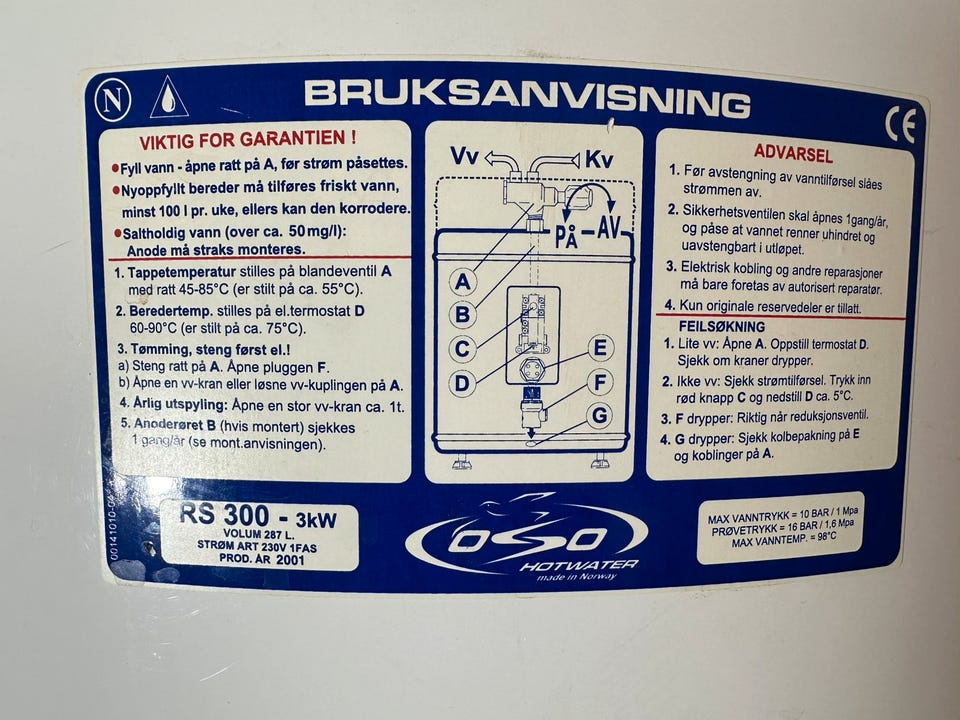 N
BRUKSANVISNING
CE
VIKTIG FOR GARANTIEN !
•Fyll vann - åpne ratt på A, før strøm påsettes.
•Nyoppfyllt bereder må tilføres friskt vann,
minst 100 l pr. uke, ellers kan den korrodere.
•Saltholdig vann (over ca. 50 mg/l):
Anode må straks monteres.
1. Tappetemperatur stilles på blandeventil A
med ratt 45-85°C (er stilt på ca. 55°C).
2. Beredertemp. stilles på el.termostat D
60-90°C (er stilt på ca. 75°C).
3. Tømming, steng først el.!
a) Steng ratt på A. Åpne pluggen F.
b) Åpne en vv-kran eller løsne vv-kuplingen på A.
4. Årlig utspyling: Åpne en stor vv-kran ca. 1t.
5. Anoderøret B (hvis montert) sjekkes
1 gang/år (se mont.anvisningen).
Vv
Kv
PÅ - AV
A
B
C
D
E
F
G
ADVARSEL
1. Før avstengning av vanntilførsel slåes
strømmen av.
2. Sikkerhetsventilen skal åpnes 1gang/år,
og påse at vannet renner uhindret og
uavstengbart i utløpet.
3. Elektrisk kobling og andre reparasjoner
må bare foretas av autorisert reparatør.
4. Kun originale reservedeler er tillatt.
FEILSØKNING
1. Lite vv: Åpne A. Oppstill termostat D.
Sjekk om kraner drypper.
2. Ikke vv: Sjekk strømtilførsel. Trykk inn
rød knapp C og nedstill D ca. 5°C.
3. F drypper: Riktig når reduksjonsventil.
4. G drypper: Sjekk kolbepakning på E
og koblinger på A.
RS 300 - 3kW
VOLUM 287 L.
STRØM ART 230V 1FAS
PROD. ÅR 2001
OSO
HOTWATER
made in Norway
MAX VANNTRYKK = 10 BAR / 1 Mpa
PRØVETRYKK = 16 BAR / 1,6 Mpa
MAX VANNTEMP. = 98°C